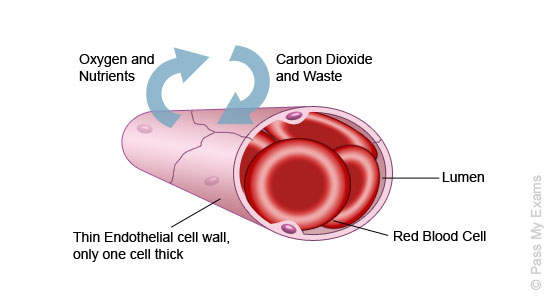 Oxygen and
Nutrients
Carbon Dioxide
and Waste
Lumen
Red Blood Cell
Thin Endothelial cell wall,
only one cell thick
© Pass My Exams